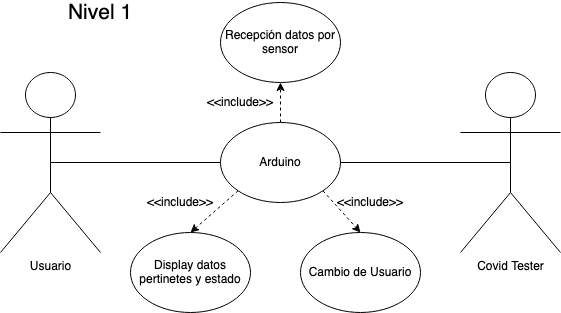 Nivel 1
Recepción datos por
sensor
<<include>>
Arduino
<<include>>
<<include>>
Usuario
Display datos
pertinetes y estado
Cambio de Usuario
Covid Tester